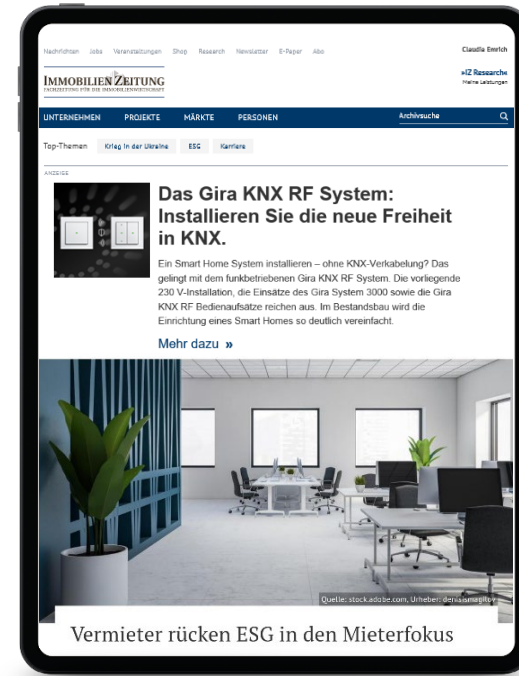 Nachrichten Jobs Veranstaltungen Shop Research Newsletter E-Paper Abo
Claudia Emrich
IMMOBILIEN ZEITUNG
FACHZEITUNG FÜR DIE IMMOBILIENWIRTSCHAFT
»IZ Research«
Meine Leistungen
UNTERNEHMEN PROJEKTE MÄRKTE PERSONEN Archivsuche
Top-Themen Krieg in der Ukraine ESG Karriere
ANZEIGE
Das Gira KNX RF System:
Installieren Sie die neue Freiheit
in KNX.
Ein Smart Home System installieren – ohne KNX-Verkabelung? Das
gelingt mit dem funkbetriebenen Gira KNX RF System. Die vorliegende
230 V-Installation, die Einsätze des Gira System 3000 sowie die Gira
KNX RF Bedienaufsätze reichen aus. Im Bestandsbau wird die
Einrichtung eines Smart Homes so deutlich vereinfacht.
Mehr dazu »
Quelle: stock.adobe.com, Urheber: denisismagilov
Vermieter rücken ESG in den Mieterfokus